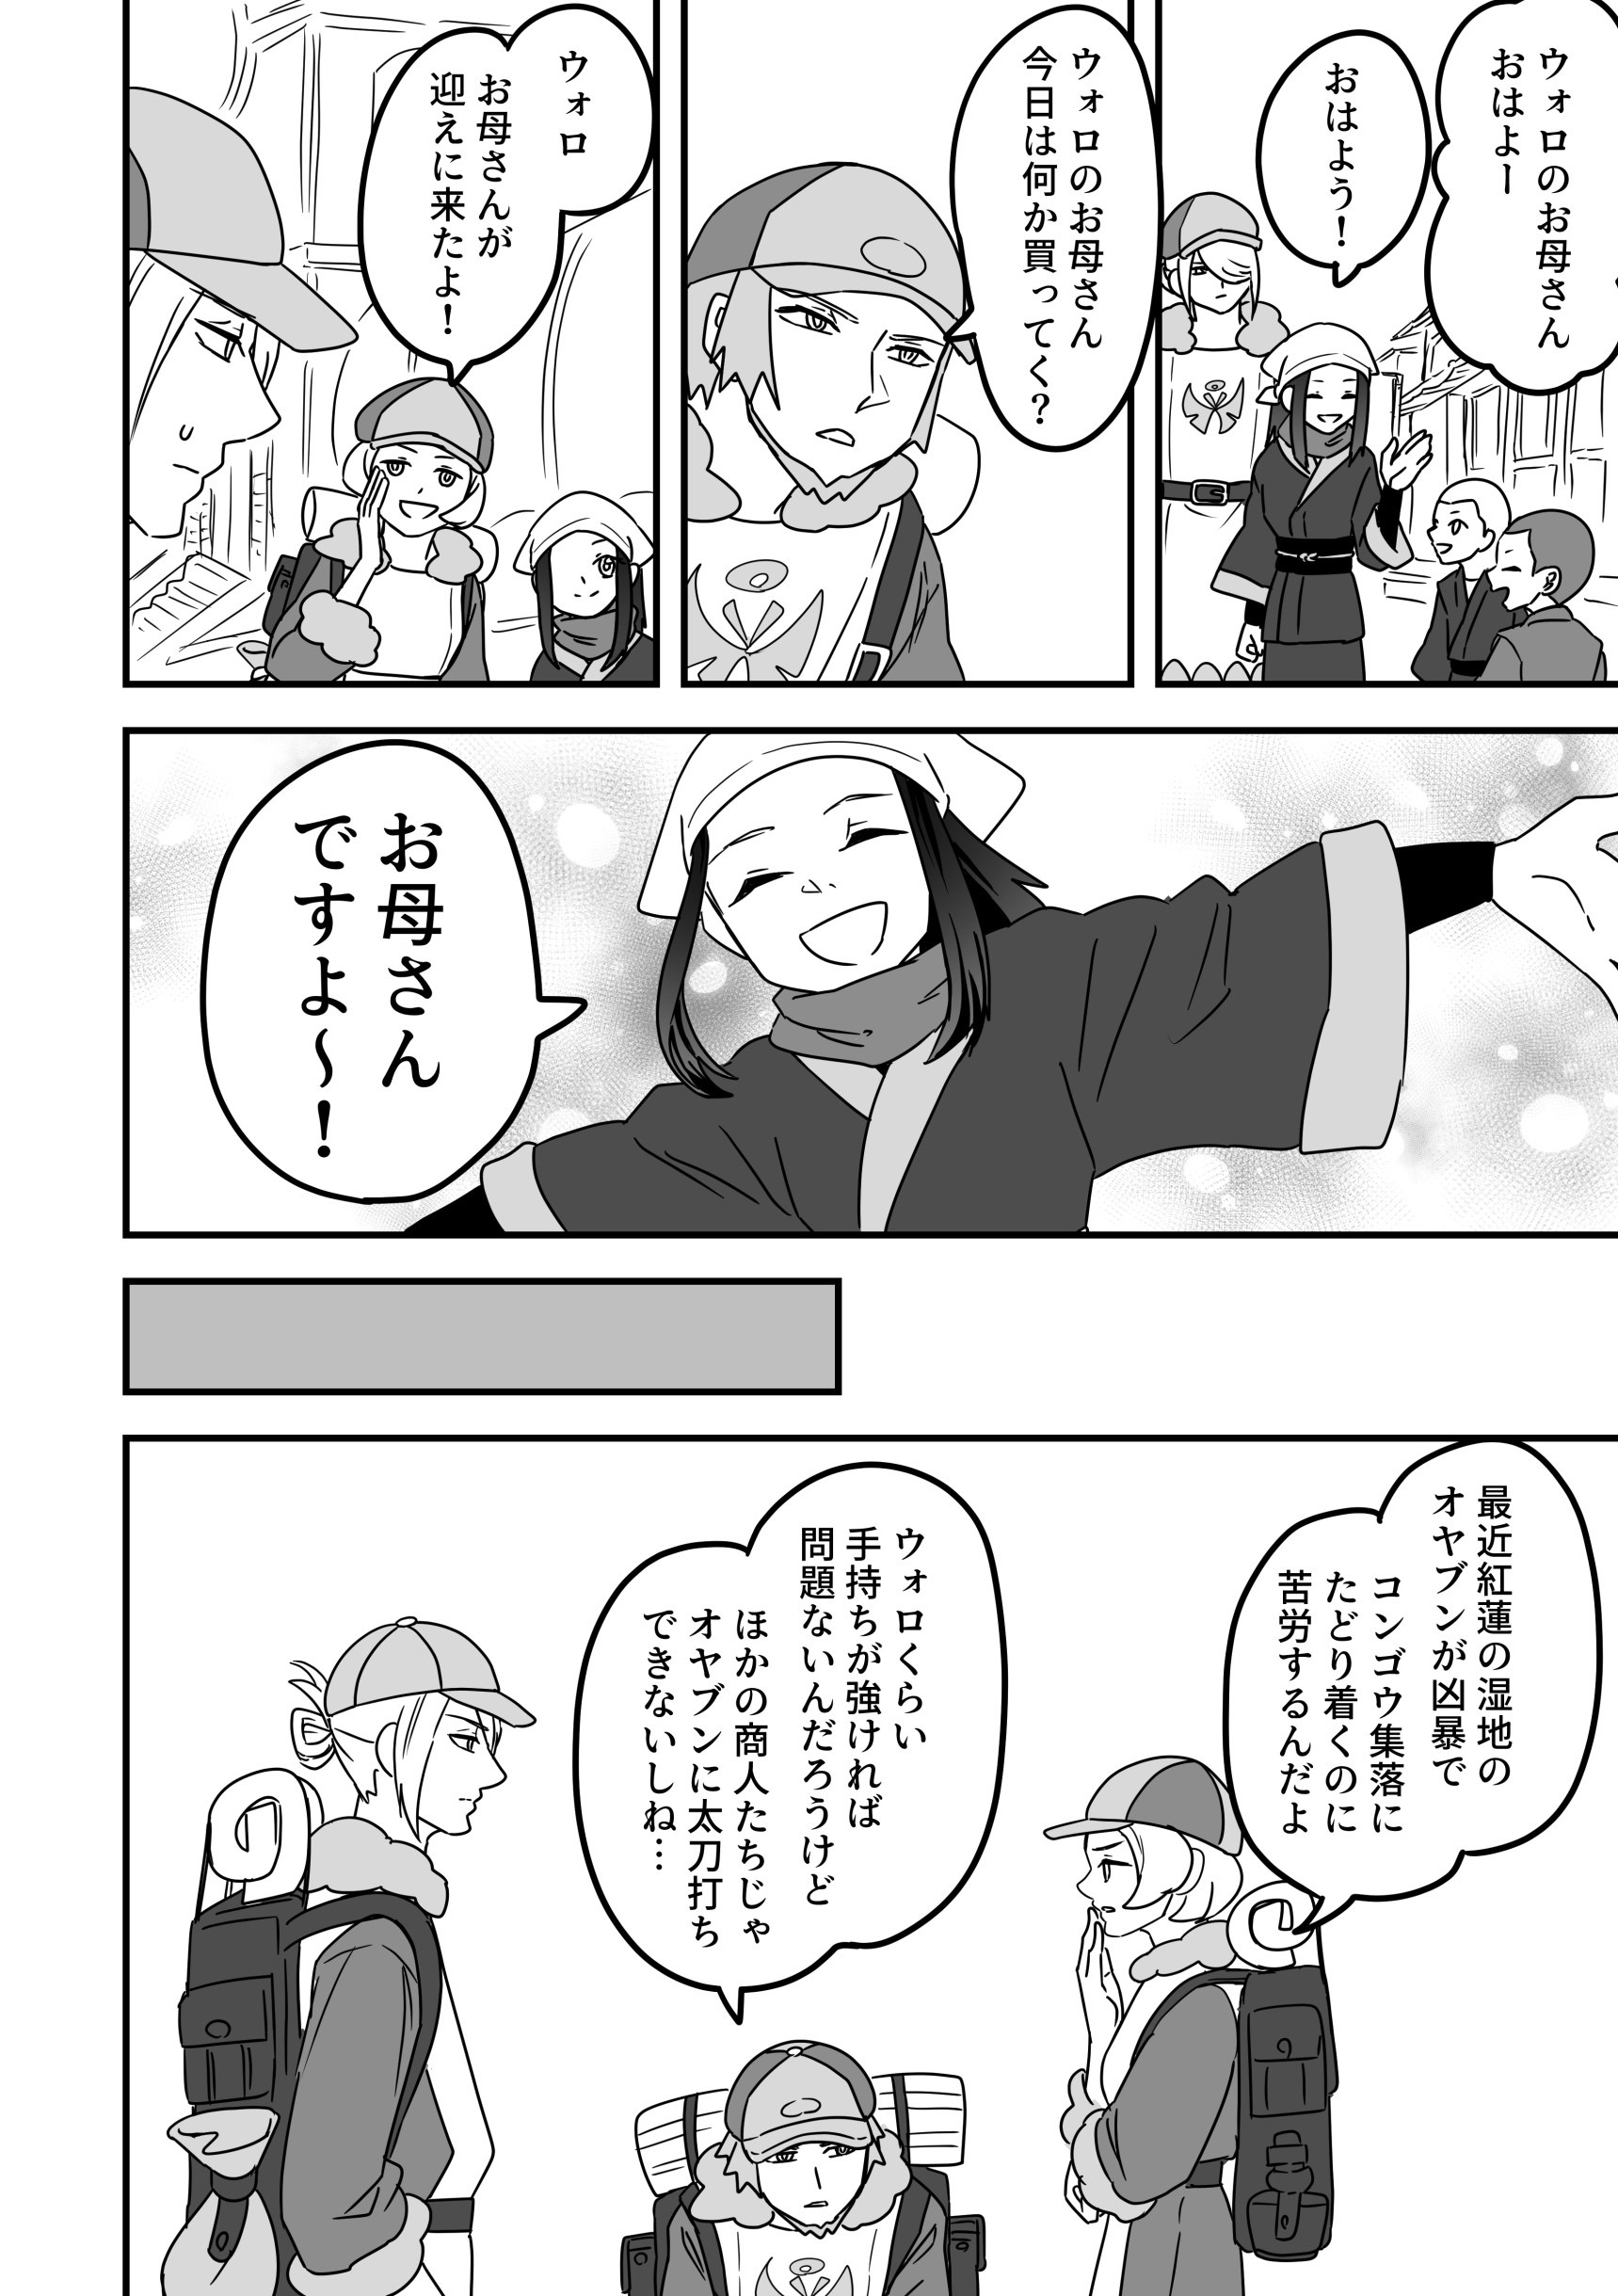 ウォロのお母さん
おはよー
おはよう！
ウォロのお母さん
今日は何か買ってく？
ウォロ
お母さんが
迎えに来たよ！
お母さん
ですよ～！
最近紅蓮の湿地の
オヤブンが凶暴で
コンゴウ集落に
たどり着くのに
苦労するんだよ
ウォロくらい
手持ちが強ければ
問題ないんだろうけど
ほかの商人たちじゃ
オヤブンに太刀打ち
できないしね…